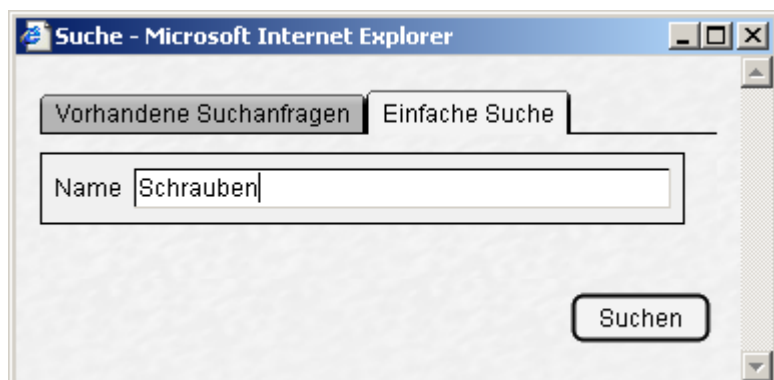 Suche - Microsoft Internet Explorer
Vorhandene Suchanfragen Einfache Suche
Name Schrauben
Suchen